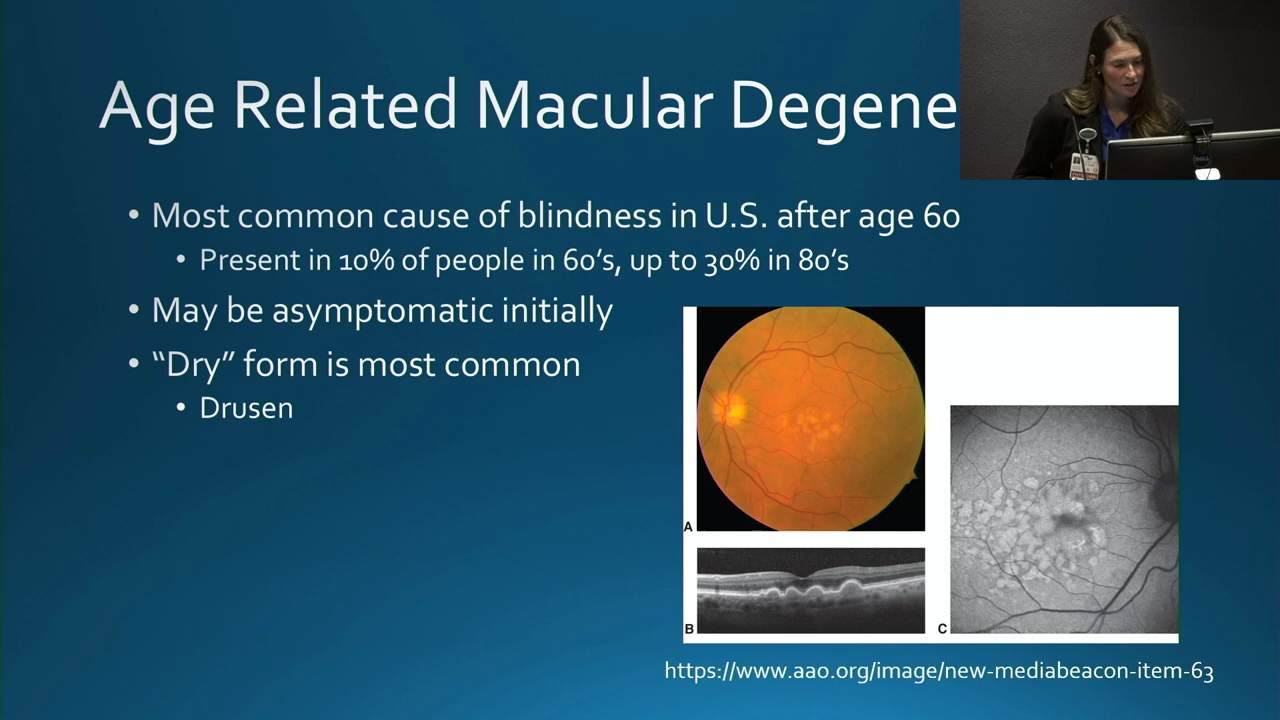 Age Related Macular Degene
• Most common cause of blindness in U.S. after age 60
• Present in 10% of people in 60's, up to 30% in 80's
• May be asymptomatic initially
• “Dry” form is most common
• Drusen
A
B
C
https://www.aao.org/image/new-mediabeacon-item-63
DELL